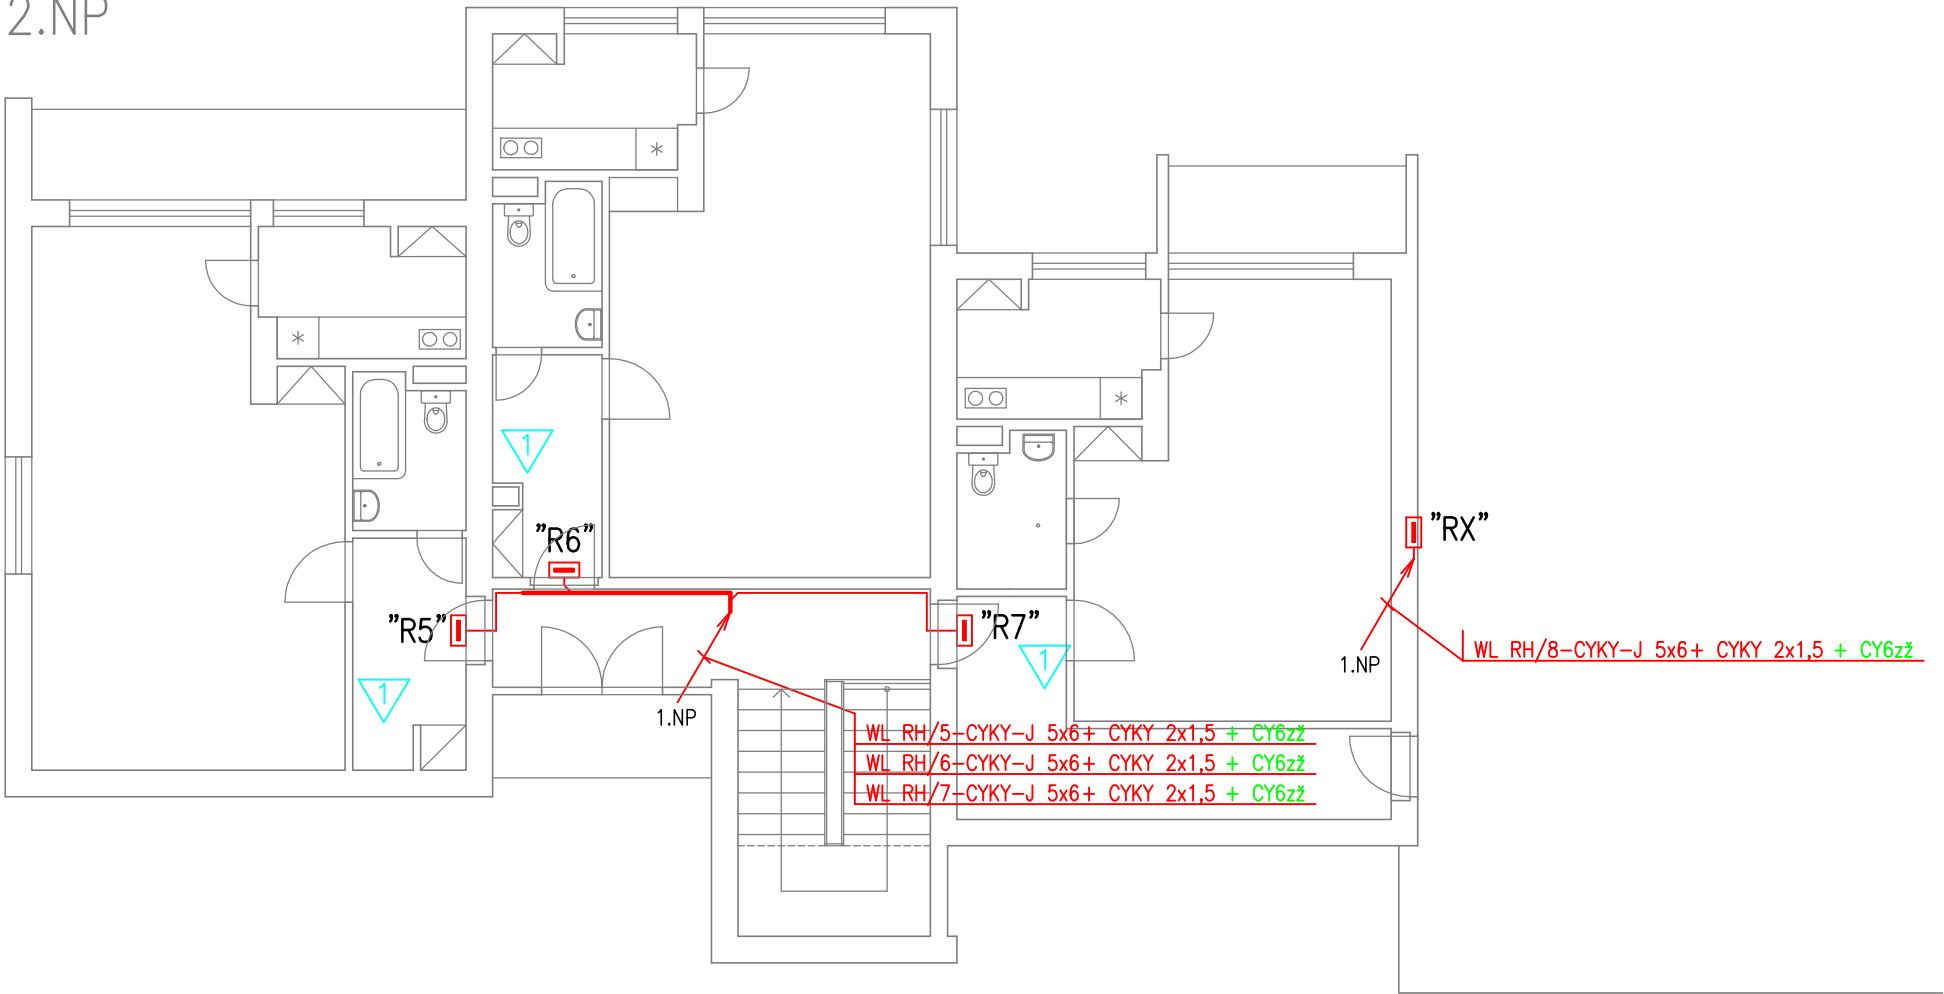 2.NP
1
"R6"
"RX"
"R5"
"R7"
1
1
1.NP
WL RH/8-CYKY-J 5x6+ CYKY 2x1,5 + CY6zž
1.NP
WL RH/5-CYKY-J 5x6+ CYKY 2x1,5 + CY6zž
WL RH/6-CYKY-J 5x6+ CYKY 2x1,5 + CY6zž
WL RH/7-CYKY-J 5x6+ CYKY 2x1,5 + CY6zž